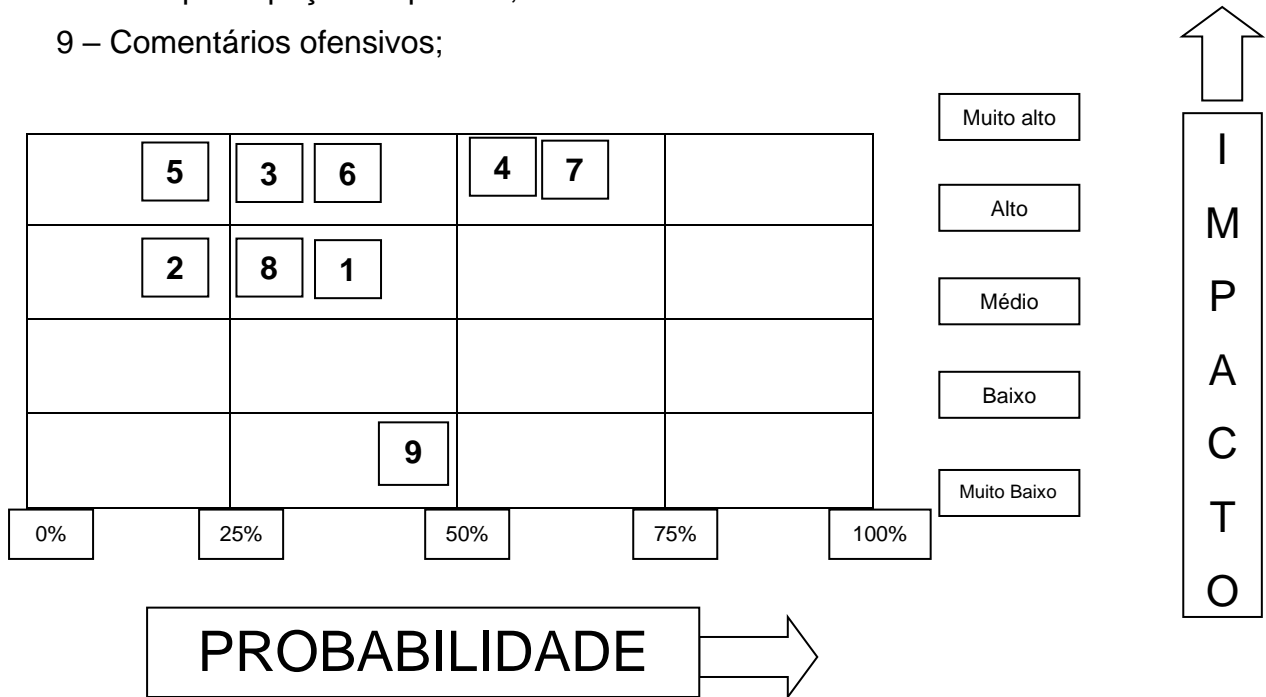 9 – Comentários ofensivos;
Muito alto
5 3 6 4 7
Alto
2 8 1
Médio
Baixo
9
Muito Baixo
0% 25% 50% 75% 100%
PROBABILIDADE
I
M
P
A
C
T
O